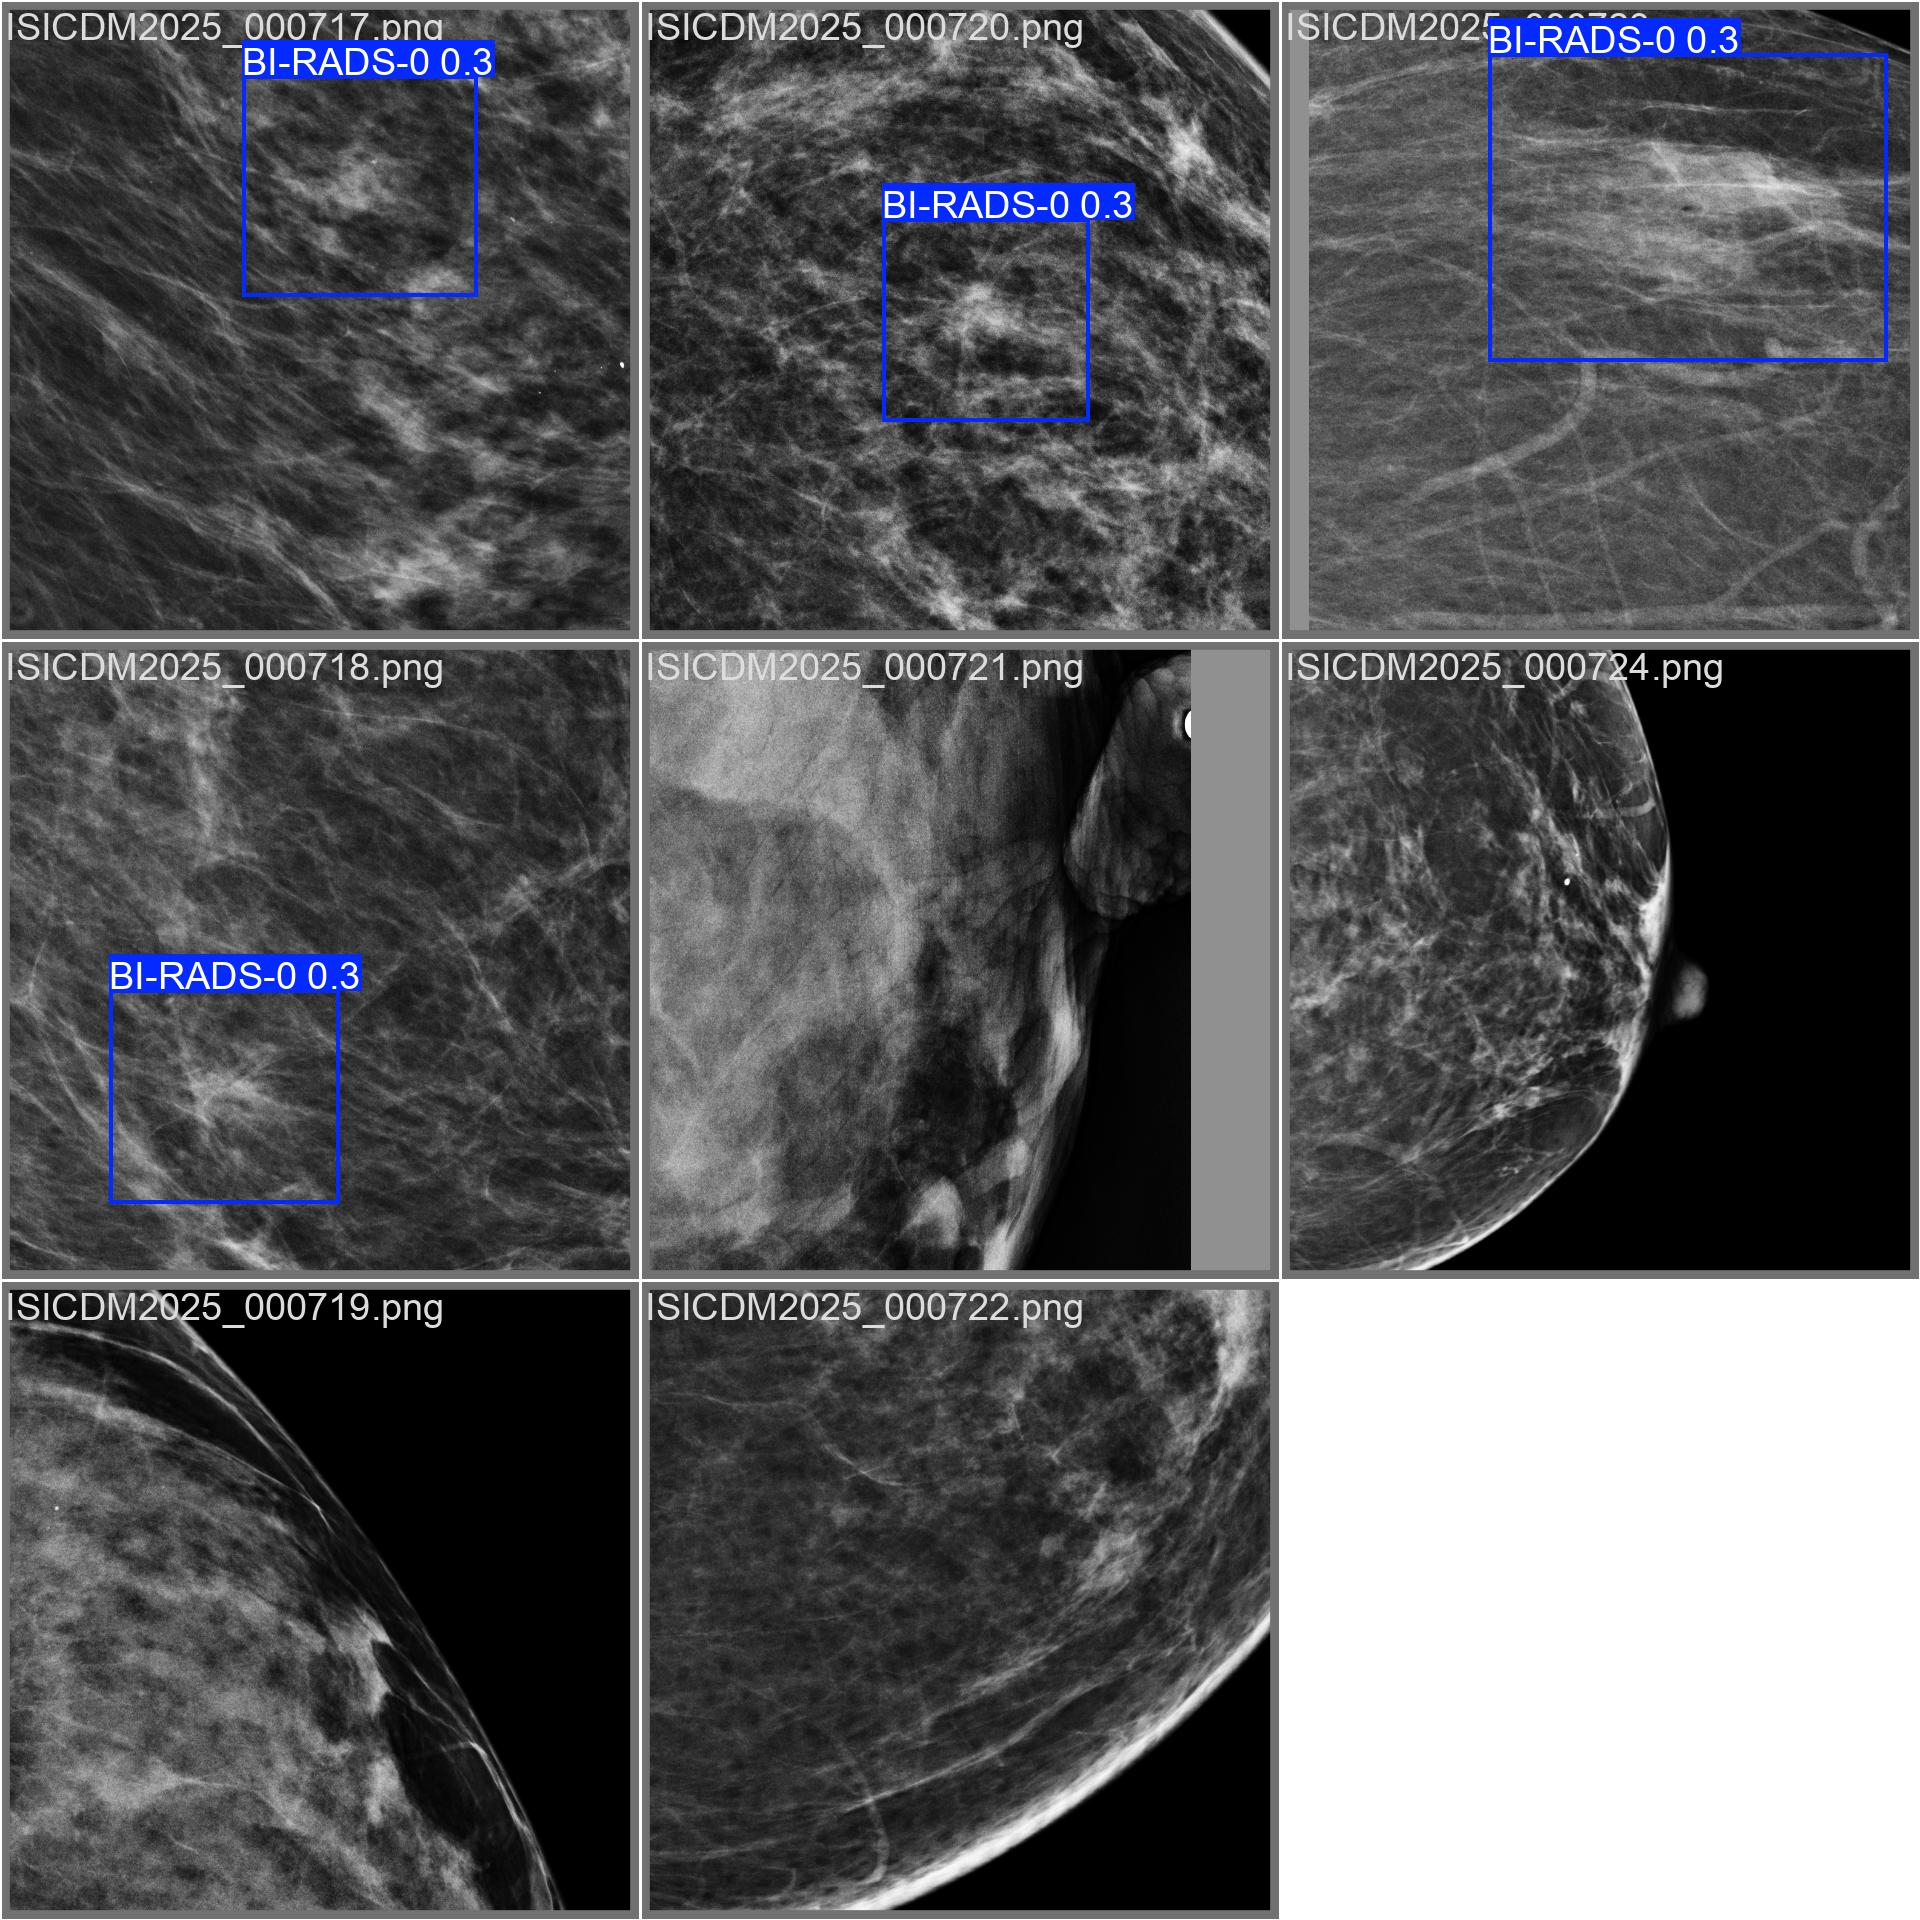 ISICDM2025_000717.png
BI-RADS-0 0.3
ISICDM2025_000720.png
BI-RADS-0 0.3
BI-RADS-0 0.3
ISICDM2025_000718.png
BI-RADS-0 0.3
ISICDM2025_000721.png
ISICDM2025_000724.png
ISICDM2025_000719.png
ISICDM2025_000722.png